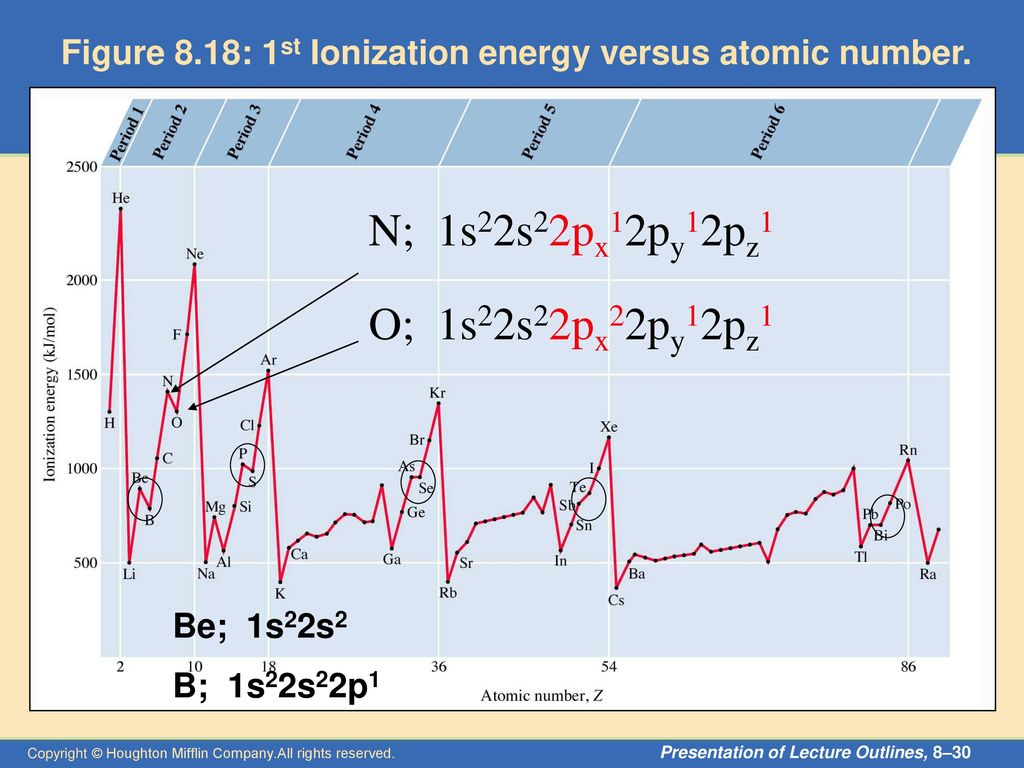 Figure 8.18: 1st Ionization energy versus atomic number.
Period 1
Period 2
Period 3
Period 4
Period 5
Period 6
2500
He
N; 1s²2s²2pₓ¹2pᵧ¹2p_z¹
Ne
2000
O; 1s²2s²2pₓ²2pᵧ¹2p_z¹
Ionization energy (kJ/mol)
F
Ar
1500
N
Kr
H
O
Cl
Xe
Br
Rn
C
P
As
I
1000
Be
S
Se
Te
Mg
Si
Ge
Sb
Pb
Po
B
Sn
Bi
500
Al
Ca
Ga
Sr
In
Tl
Li
Na
Ba
Ra
K
Rb
Cs
Be; 1s²2s²
2
10
18
36
54
86
B; 1s²2s²2p¹
Atomic number, Z
Copyright © Houghton Mifflin Company.All rights reserved.
Presentation of Lecture Outlines, 8–30